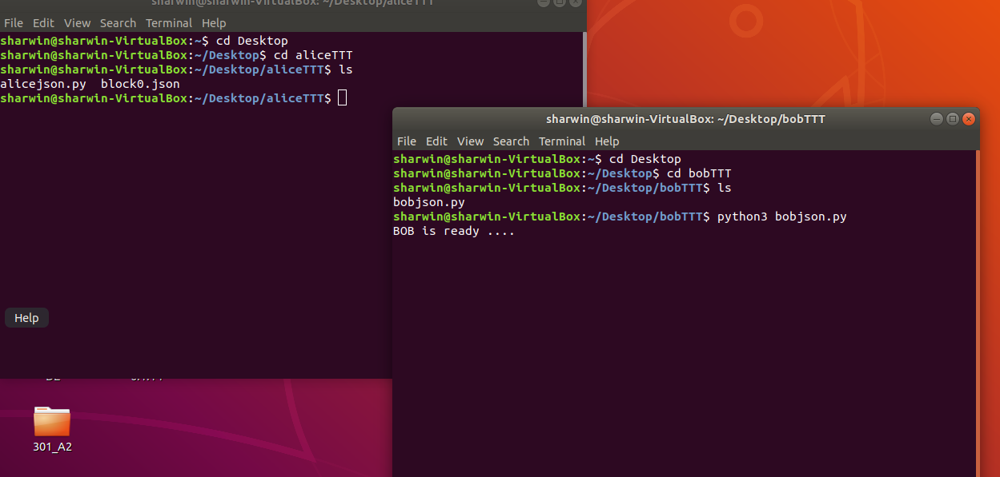 sharwin@sharwin-VirtualBox: ~/Desktop/aliceTTT
File Edit View Search Terminal Help
sharwin@sharwin-VirtualBox:~$ cd Desktop
sharwin@sharwin-VirtualBox:~/Desktop$ cd aliceTTT
sharwin@sharwin-VirtualBox:~/Desktop/aliceTTT$ ls
alicejson.py  block0.json
sharwin@sharwin-VirtualBox:~/Desktop/aliceTTT$
sharwin@sharwin-VirtualBox: ~/Desktop/bobTTT
File Edit View Search Terminal Help
sharwin@sharwin-VirtualBox:~$ cd Desktop
sharwin@sharwin-VirtualBox:~/Desktop$ cd bobTTT
sharwin@sharwin-VirtualBox:~/Desktop/bobTTT$ ls
bobjson.py
sharwin@sharwin-VirtualBox:~/Desktop/bobTTT$ python3 bobjson.py
BOB is ready ....
Help
301_A2